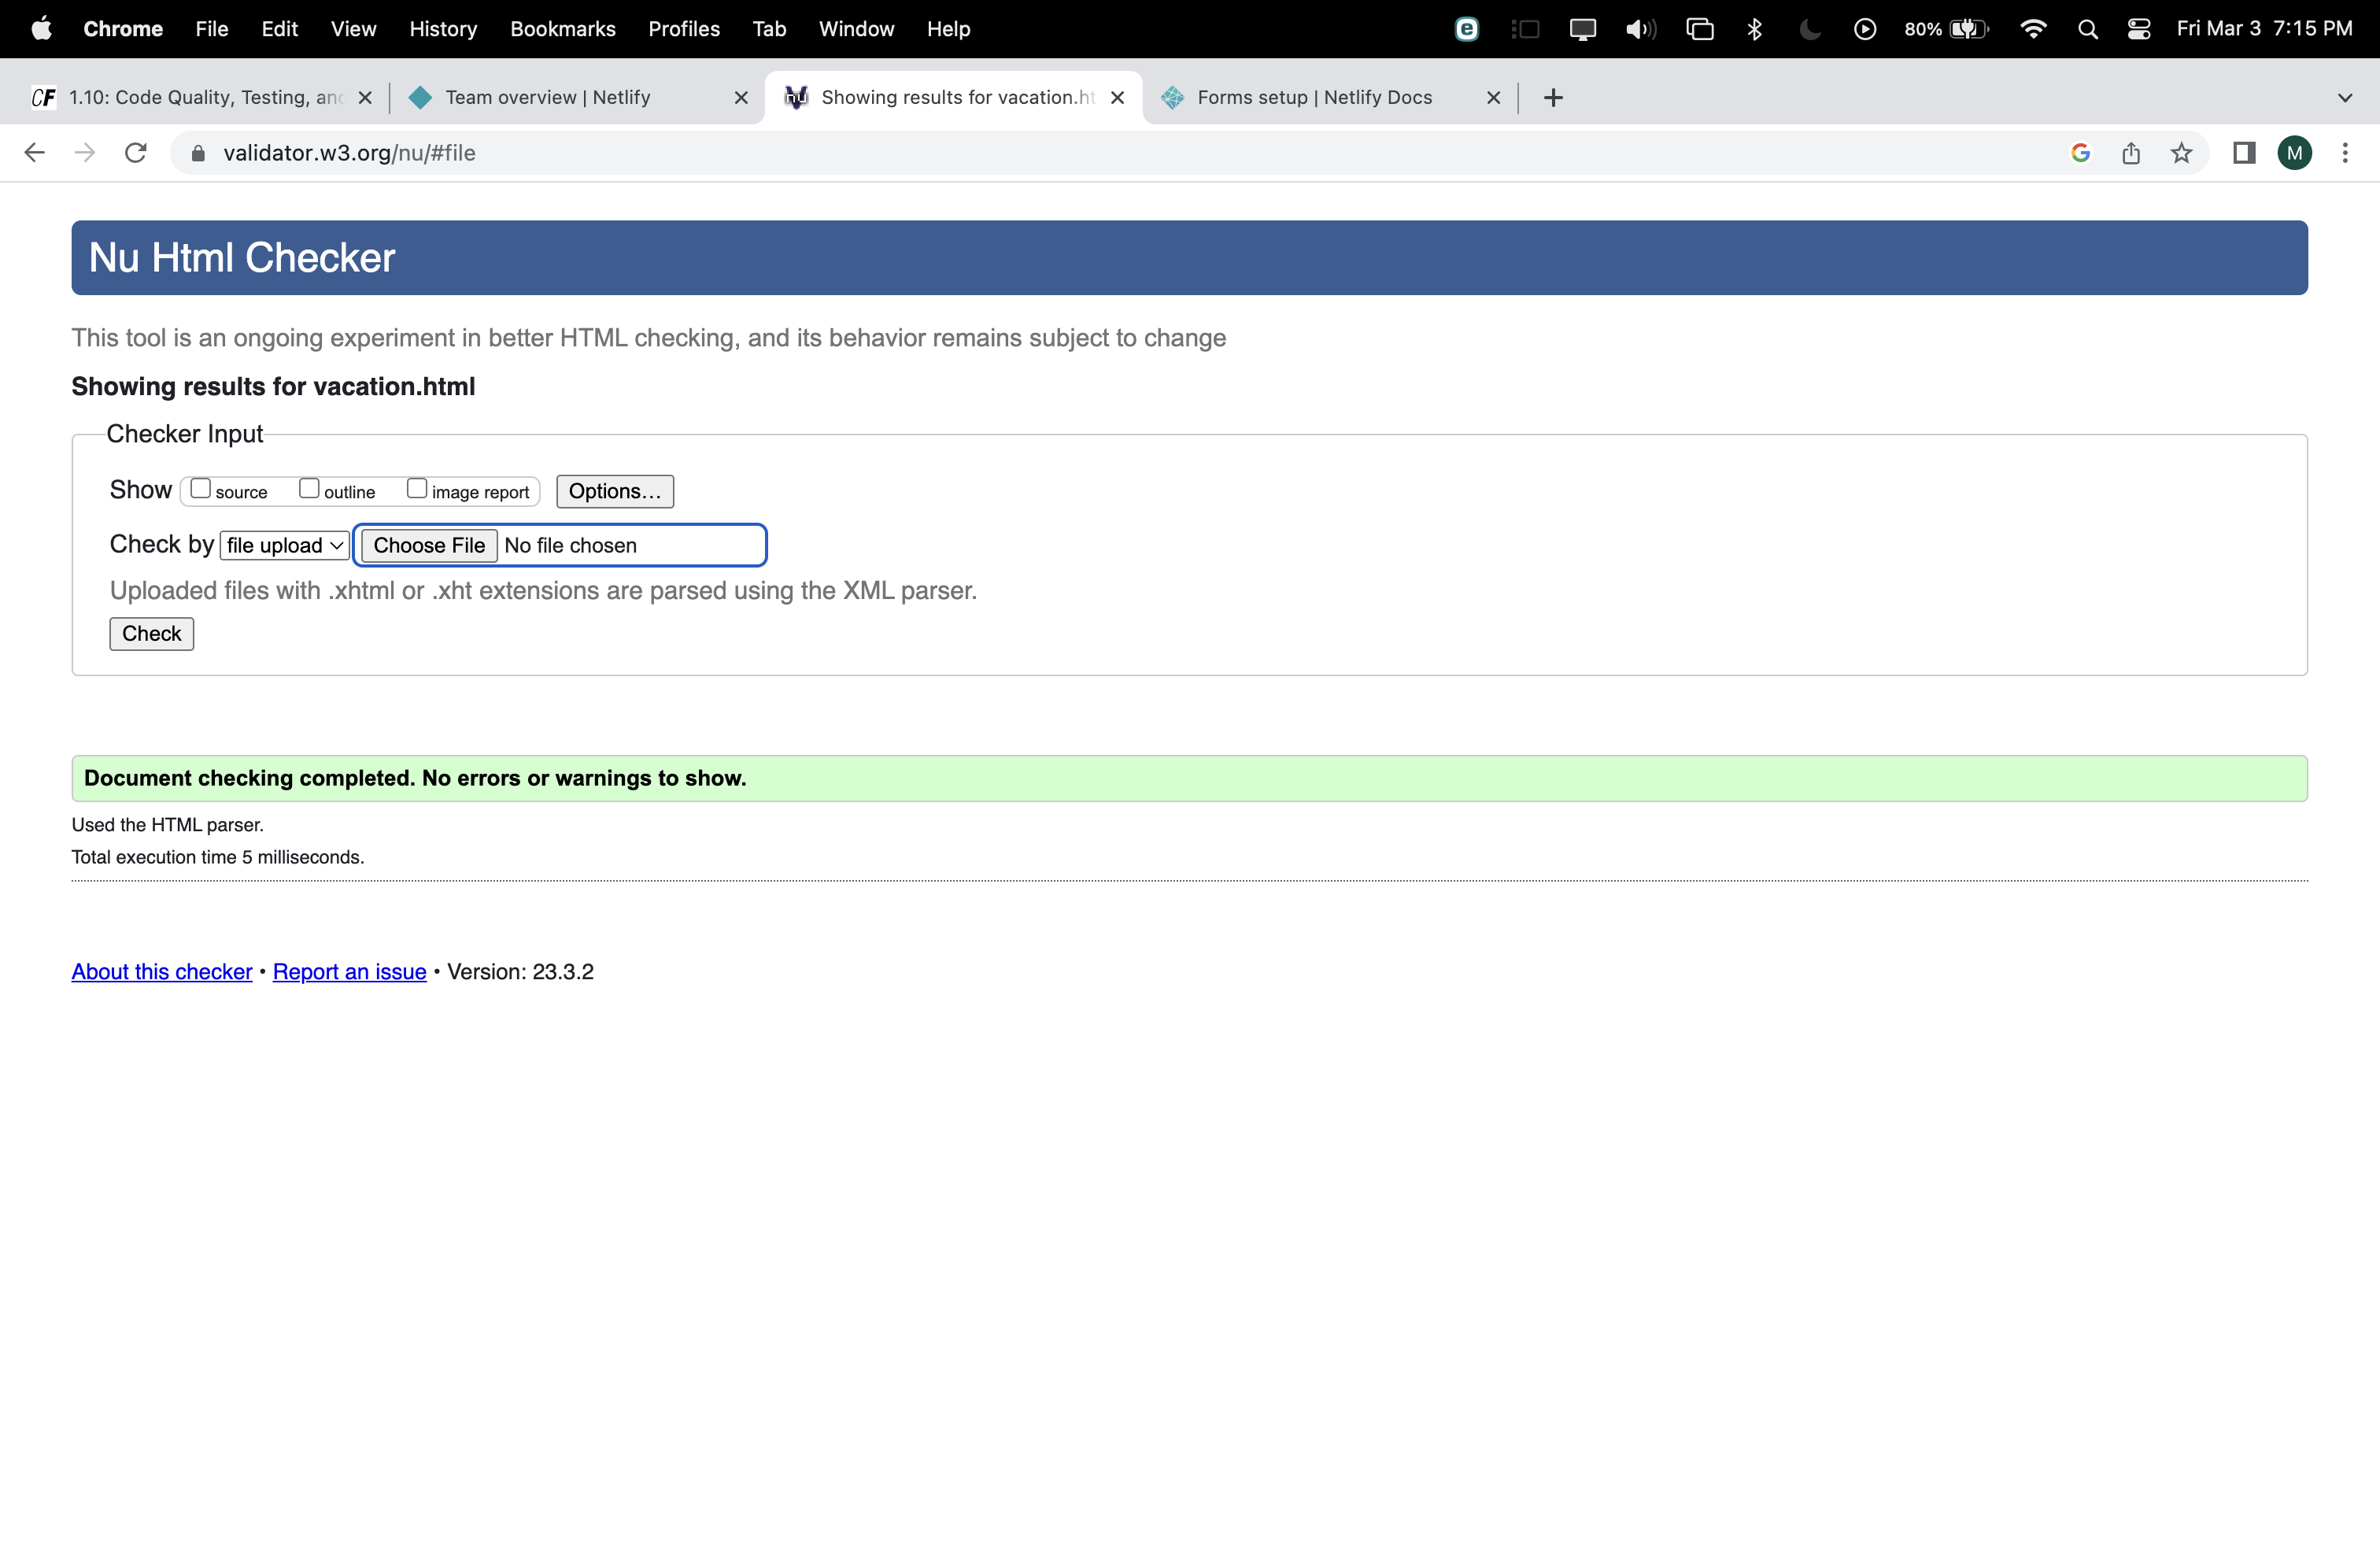 Chrome File Edit View History Bookmarks Profiles Tab Window Help 80% Fri Mar 3 7:15 PM
CF 1.10: Code Quality, Testing, and Team overview | Netlify nu Showing results for vacation.ht Forms setup | Netlify Docs
validator.w3.org/nu/#file M
Nu Html Checker
This tool is an ongoing experiment in better HTML checking, and its behavior remains subject to change
Showing results for vacation.html
Checker Input
Show source outline image report Options...
Check by file upload Choose File No file chosen
Uploaded files with .xhtml or .xht extensions are parsed using the XML parser.
Check
Document checking completed. No errors or warnings to show.
Used the HTML parser.
Total execution time 5 milliseconds.
About this checker • Report an issue • Version: 23.3.2